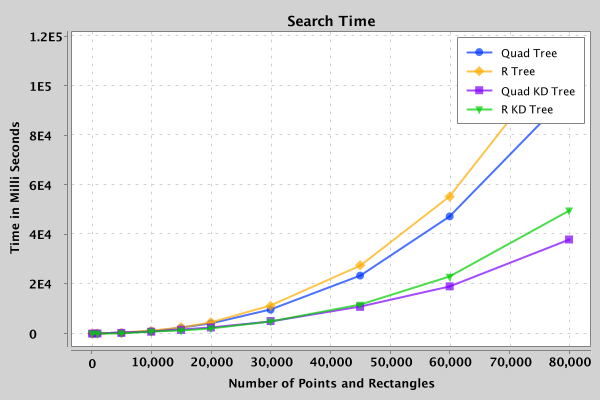 Search Time
1.2E5
1E5
8E4
6E4
4E4
2E4
0
Time in Milli Seconds
Quad Tree
R Tree
Quad KD Tree
R KD Tree
0 10,000 20,000 30,000 40,000 50,000 60,000 70,000 80,000
Number of Points and Rectangles